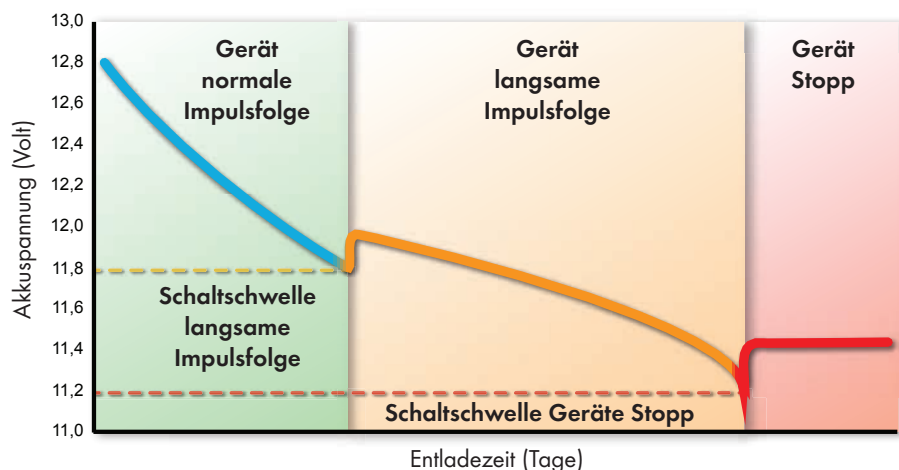 13,0
12,8
12,6
12,4
12,2
12,0
11,8
11,6
11,4
11,2
11,0
Akkuspannung (Volt)
Gerät
normale
Impulsfolge
Gerät
langsame
Impulsfolge
Gerät
Stopp
Schaltschwelle
langsame
Impulsfolge
Schaltschwelle Geräte Stopp
Entladezeit (Tage)